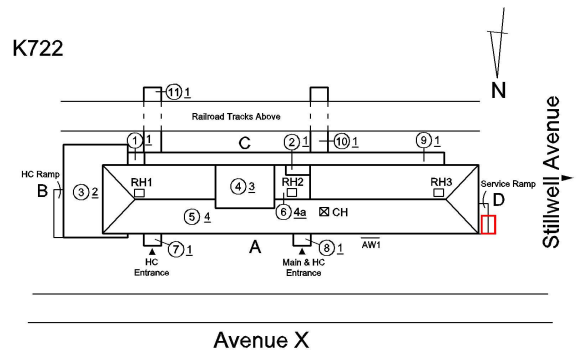 K722
N
11 1
Railroad Tracks Above
1 1
C
2 1
10 1
9 1
Stillwell Avenue
HC Ramp
B
3 2
RH1
4 3
RH2
RH3
Service Ramp
D
5 4
6 4a
CH
7 1
A
8 1
AW1
HC
Entrance
Main & HC
Entrance
Avenue X